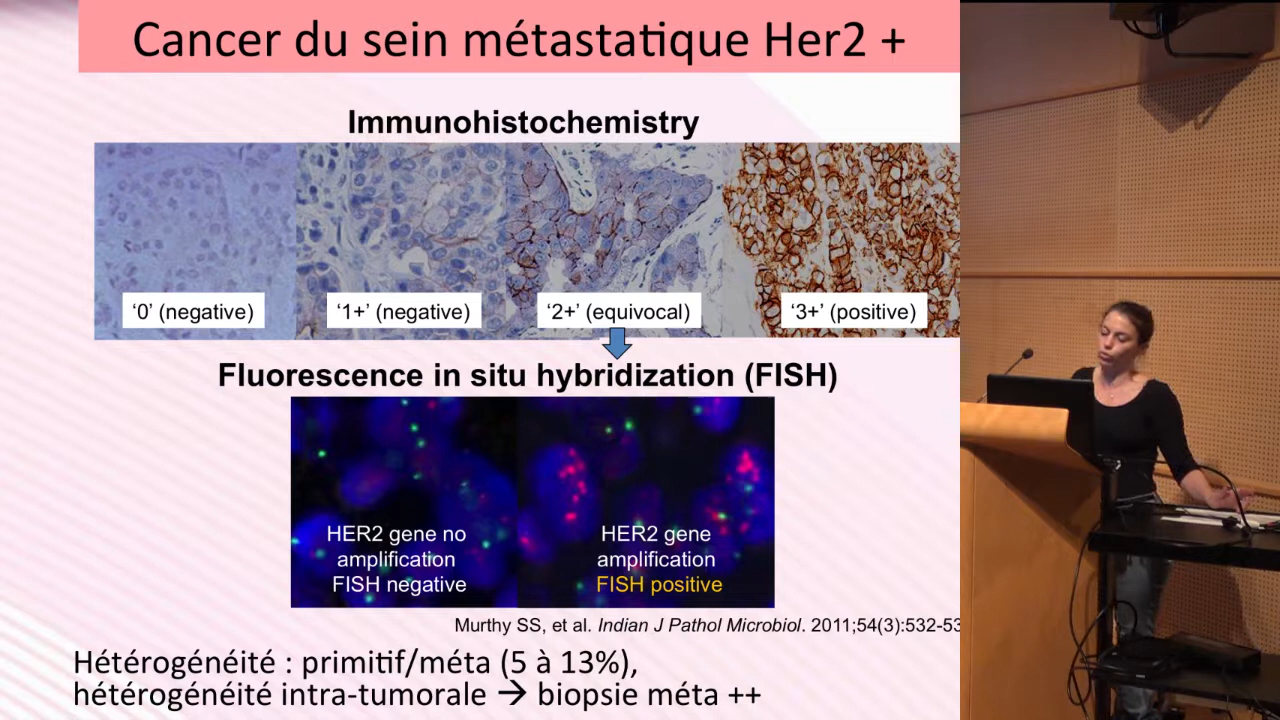 Cancer du sein métastatique Her2 +
Immunohistochemistry
‘0’ (negative)
‘1+’ (negative)
‘2+’ (equivocal)
‘3+’ (positive)
Fluorescence in situ hybridization (FISH)
HER2 gene no
amplification
FISH negative
HER2 gene
amplification
FISH positive
Murthy SS, et al. Indian J Pathol Microbiol. 2011;54(3):532-53
Hétérogénéité : primitif/méta (5 à 13%),
hétérogénéité intra-tumorale → biopsie méta ++